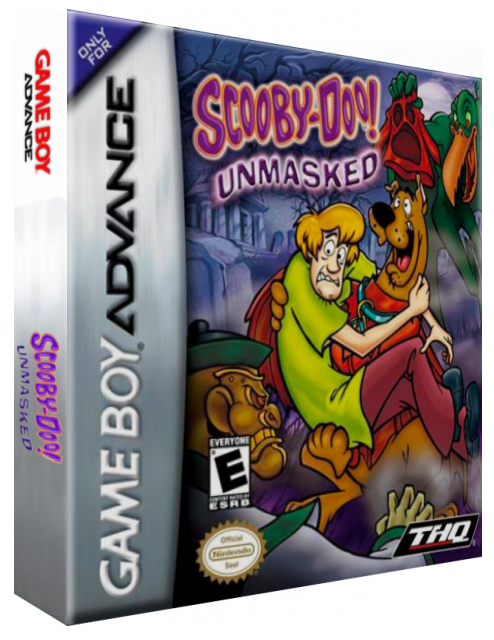 GAME BOY
ADVANCE
SCOOBY-DOO!
UNMASKED
ONLY
FOR
GAME BOY ADVANCE
SCOOBY-DOO!
UNMASKED
EVERYONE
E
CONTENT RATED BY
ESRB
Official
Nintendo
Seal
THQ